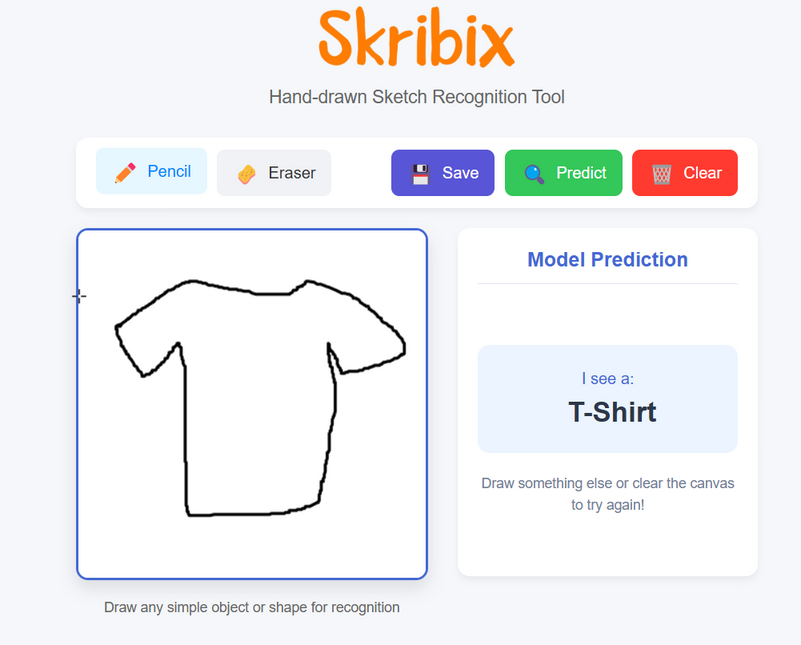 Skribix
Hand-drawn Sketch Recognition Tool
Pencil
Eraser
Save
Predict
Clear
Model Prediction
I see a:
T-Shirt
Draw something else or clear the canvas
to try again!
Draw any simple object or shape for recognition